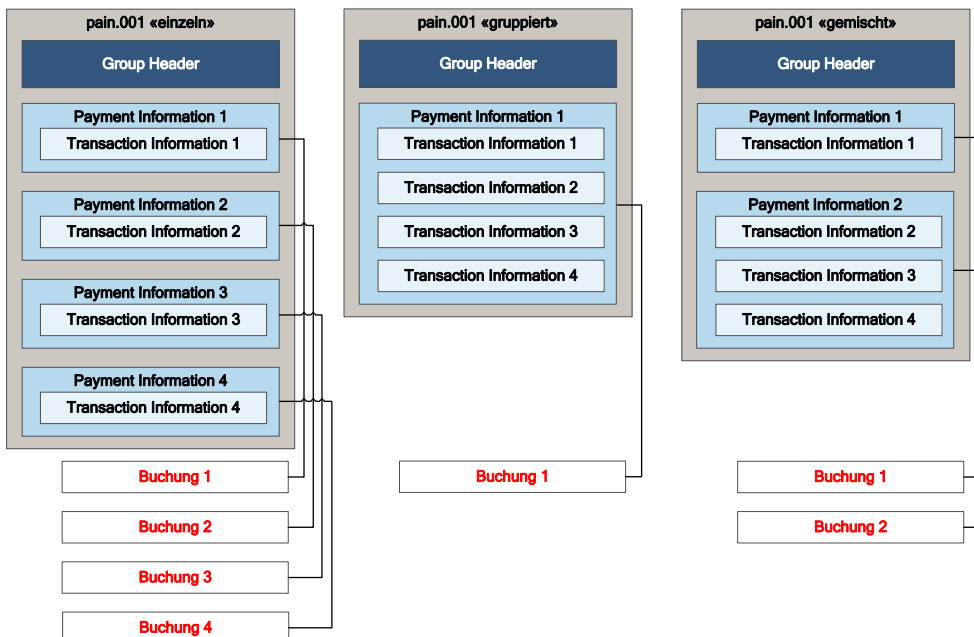 pain.001 «einzeln»
Group Header
Payment Information 1
Transaction Information 1
Payment Information 2
Transaction Information 2
Payment Information 3
Transaction Information 3
Payment Information 4
Transaction Information 4
Buchung 1
Buchung 2
Buchung 3
Buchung 4
pain.001 «gruppiert»
Group Header
Payment Information 1
Transaction Information 1
Transaction Information 2
Transaction Information 3
Transaction Information 4
Buchung 1
pain.001 «gemischt»
Group Header
Payment Information 1
Transaction Information 1
Payment Information 2
Transaction Information 2
Transaction Information 3
Transaction Information 4
Buchung 1
Buchung 2